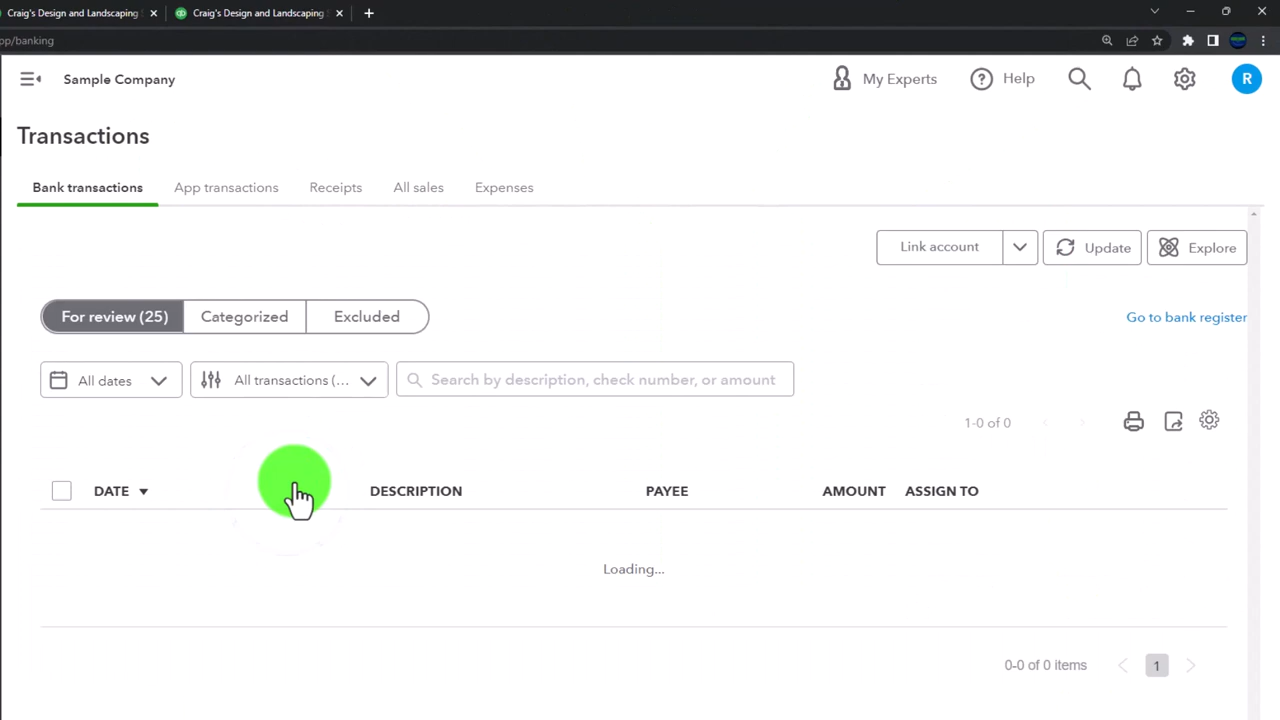 Craig's Design and Landscaping Craig's Design and Landscaping
pp/banking
Sample Company My Experts Help R
Transactions
Bank transactions App transactions Receipts All sales Expenses
Link account Update Explore
For review (25) Categorized Excluded Go to bank register
All dates All transactions (... Search by description, check number, or amount
1-0 of 0
DATE DESCRIPTION PAYEE AMOUNT ASSIGN TO
Loading...
0-0 of 0 items 1